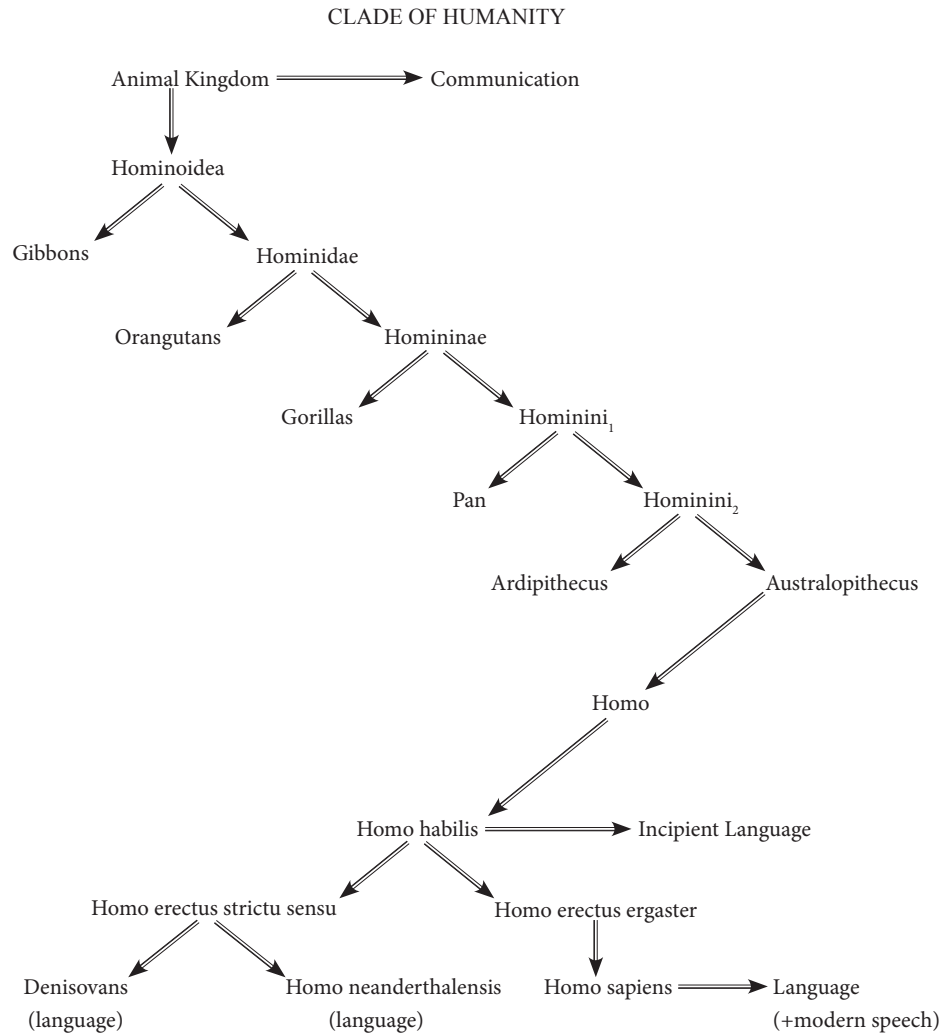 CLADE OF HUMANITY
Animal Kingdom
Communication
Hominoidea
Gibbons
Hominidae
Orangutans
Homininae
Gorillas
Hominini₁
Pan
Hominini₂
Ardipithecus
Australopithecus
Homo
Homo habilis
Incipient Language
Homo erectus strictu sensu
Homo erectus ergaster
Denisovans
(language)
Homo neanderthalensis
(language)
Homo sapiens
Language
(+modern speech)